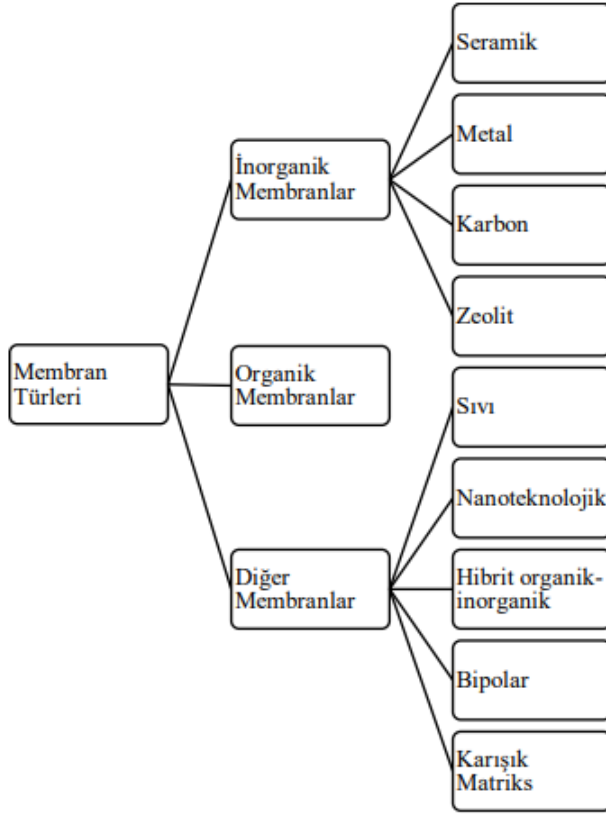 Membran
Türleri
İnorganik
Membranlar
Seramik
Metal
Karbon
Zeolit
Organik
Membranlar
Diğer
Membranlar
Sıvı
Nanoteknolojik
Hibrit organik-
inorganik
Bipolar
Karışık
Matriks